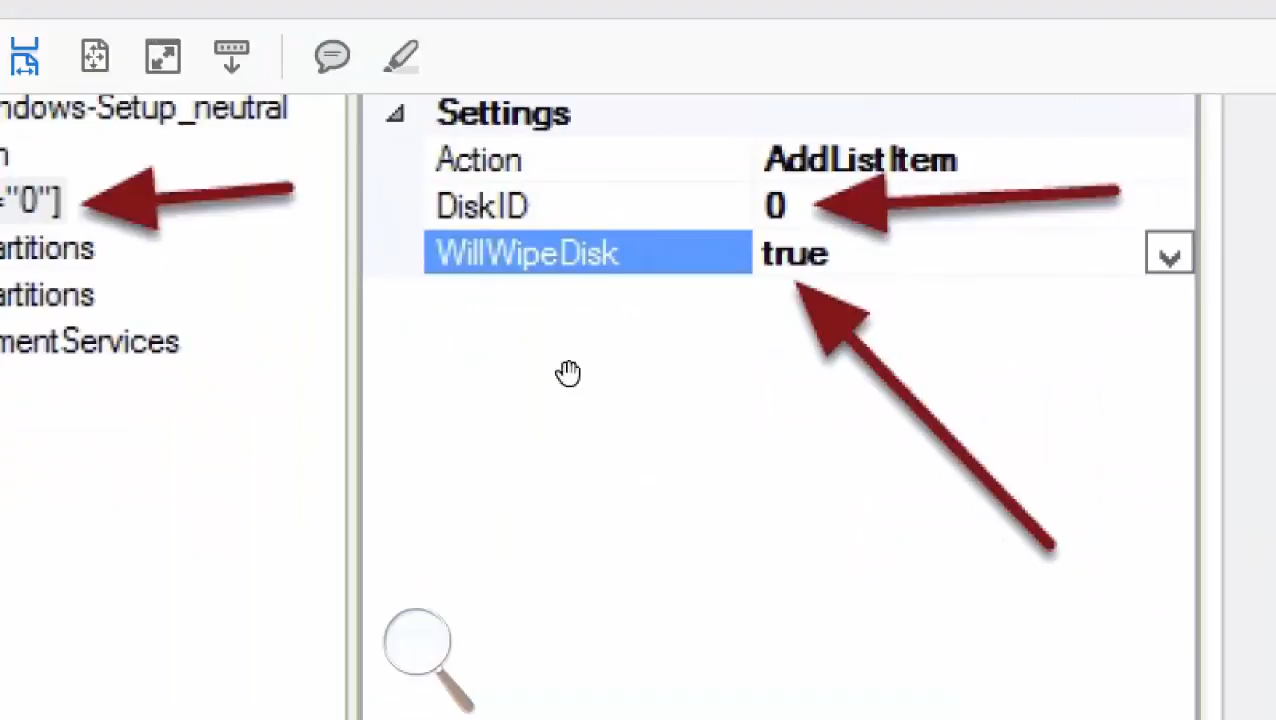 ndows-Setup_neutral
n
="0"]
artitions
artitions
mentServices
Settings
Action AddListItem
DiskID 0
WillWipeDisk true